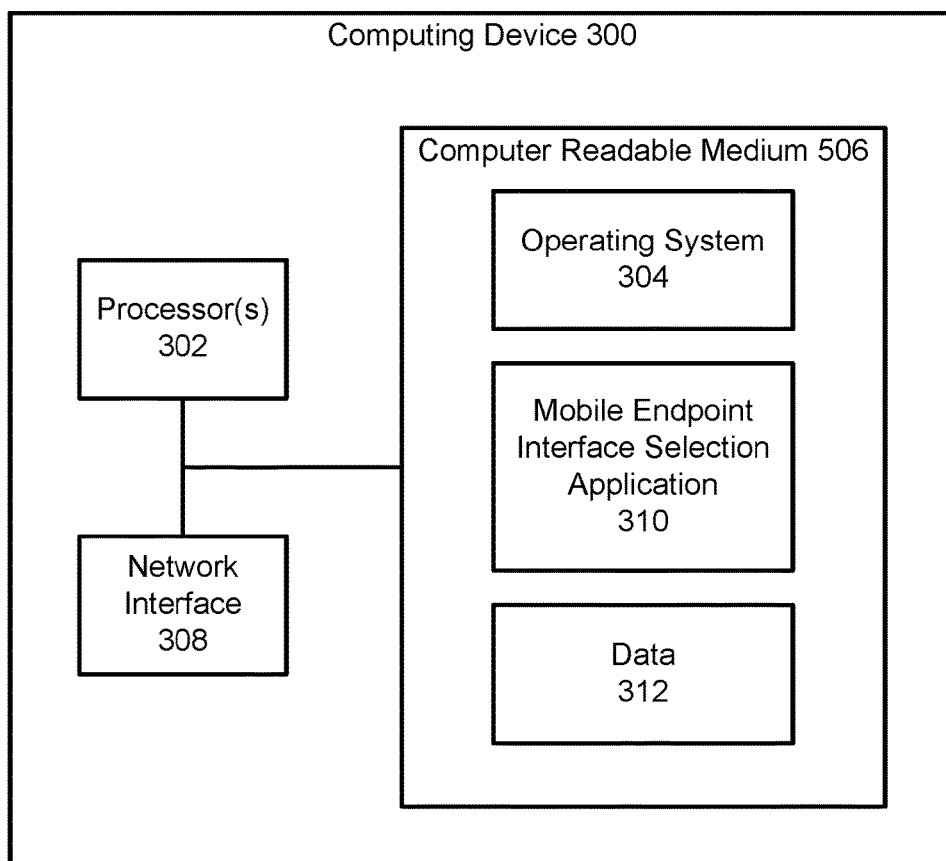 Computing Device 300
Computer Readable Medium 506
Operating System
304
Processor(s)
302
Mobile Endpoint
Interface Selection
Application
310
Network
Interface
308
Data
312